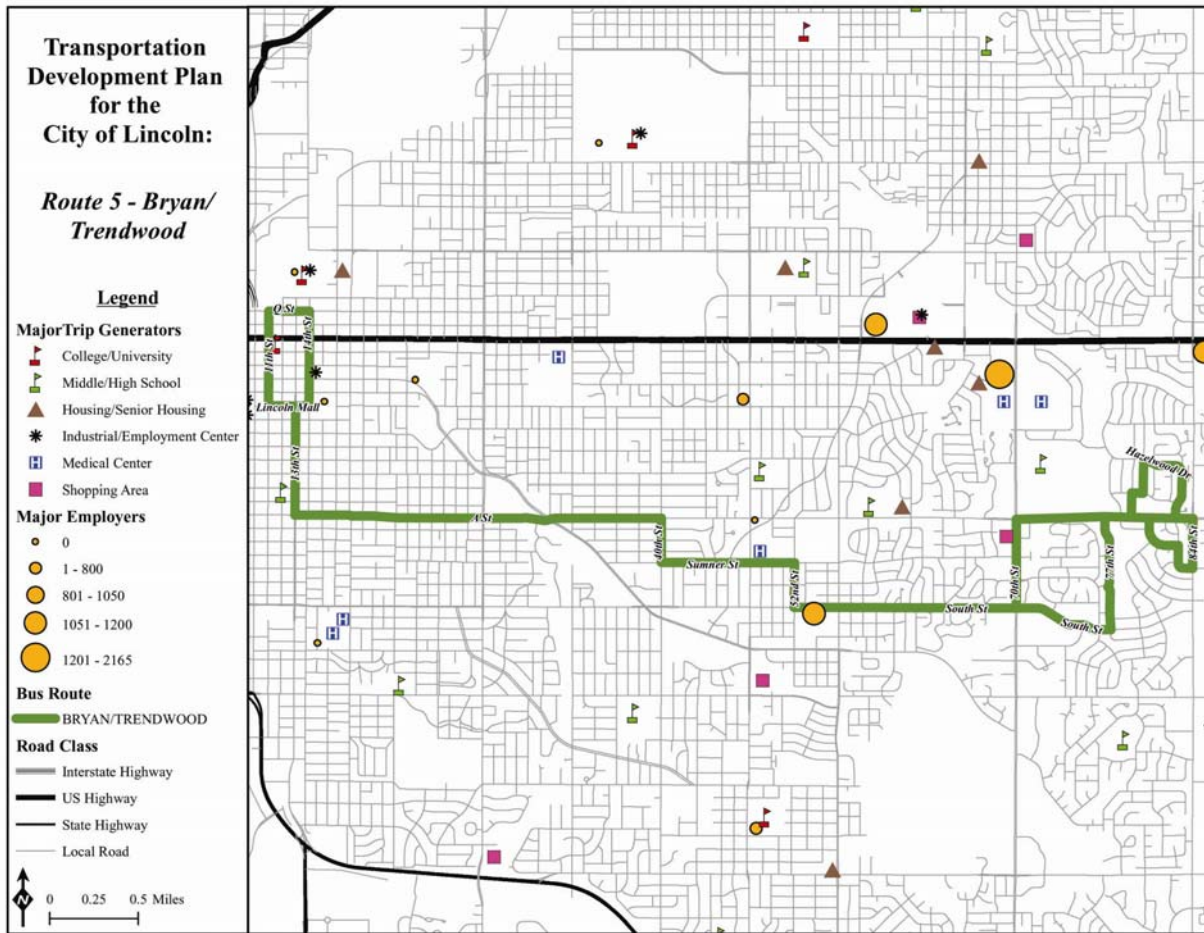 Transportation
Development Plan
for the
City of Lincoln:
Route 5 - Bryan/
Trendwood
Legend
MajorTrip Generators
College/University
Middle/High School
Housing/Senior Housing
Industrial/Employment Center
H Medical Center
Shopping Area
Major Employers
0
1 - 800
801 - 1050
1051 - 1200
1201 - 2165
Bus Route
BRYAN/TRENDWOOD
Road Class
Interstate Highway
US Highway
State Highway
Local Road
N
0 0.25 0.5 Miles
Q St
11th St
14th St
Lincoln Mall
13th St
A St
40th St
Sumner St
52nd St
South St
70th St
South St
77th St
Hazelwood Dr
84th St
H
H
H
H
H
H